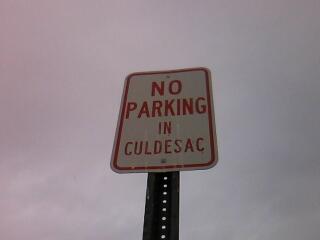 NO
PARKING
IN
CULDESAC